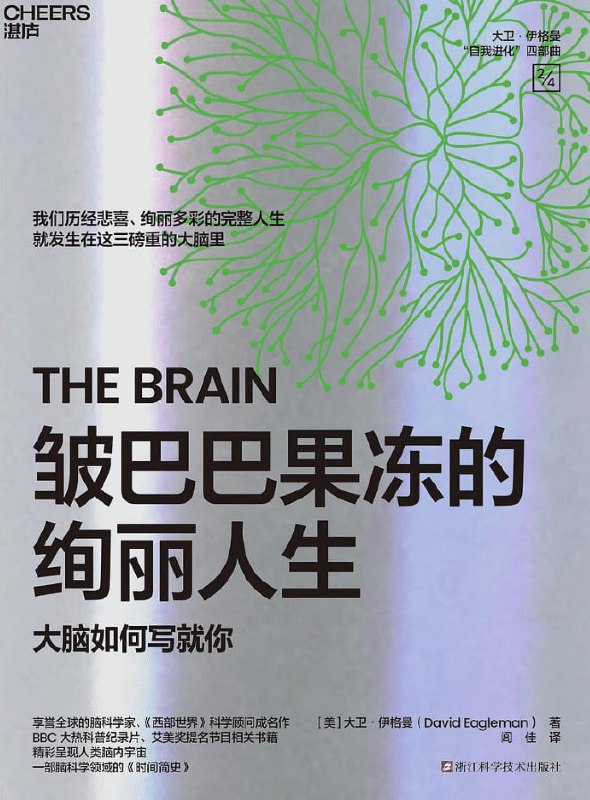 CHEERS
湛庐
大卫·伊格曼
“自我进化”四部曲
2/4
我们历经悲喜、绚丽多彩的完整人生
就发生在这三磅重的大脑里
THE BRAIN
皱巴巴果冻的
绚丽人生
大脑如何写就你
享誉全球的脑科学家、《西部世界》科学顾问成名作
BBC 大热科普纪录片、艾美奖提名节目相关书籍
精彩呈现人类脑内宇宙
一部脑科学领域的《时间简史》
[美]大卫·伊格曼(David Eagleman) 著
闾佳 译
浙江科学技术出版社